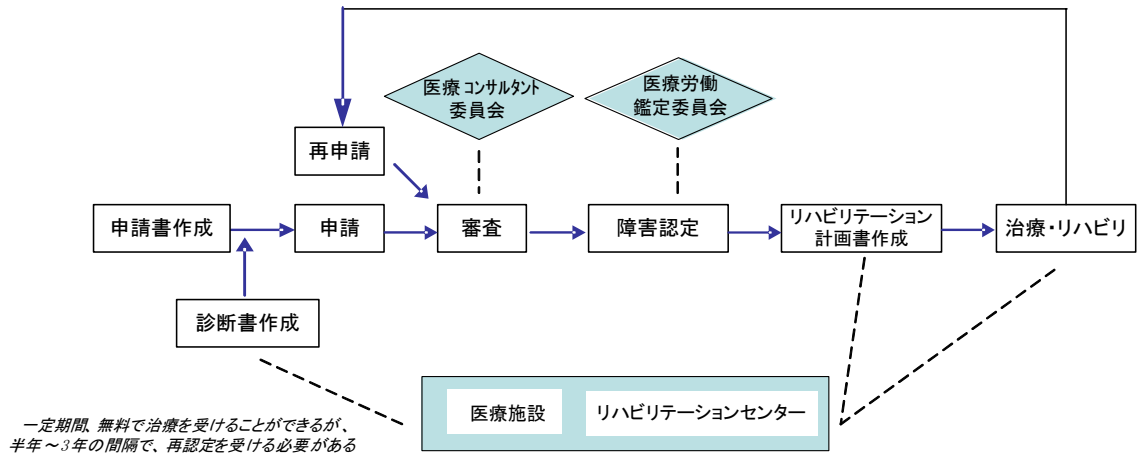 医療コンサルタント
委員会
医療労働
鑑定委員会
再申請
申請書作成
申請
審査
障害認定
リハビリテーション
計画書作成
治療・リハビリ
診断書作成
医療施設
リハビリテーションセンター
一定期間、無料で治療を受けることができるが、
半年～3年の間隔で、再認定を受ける必要がある